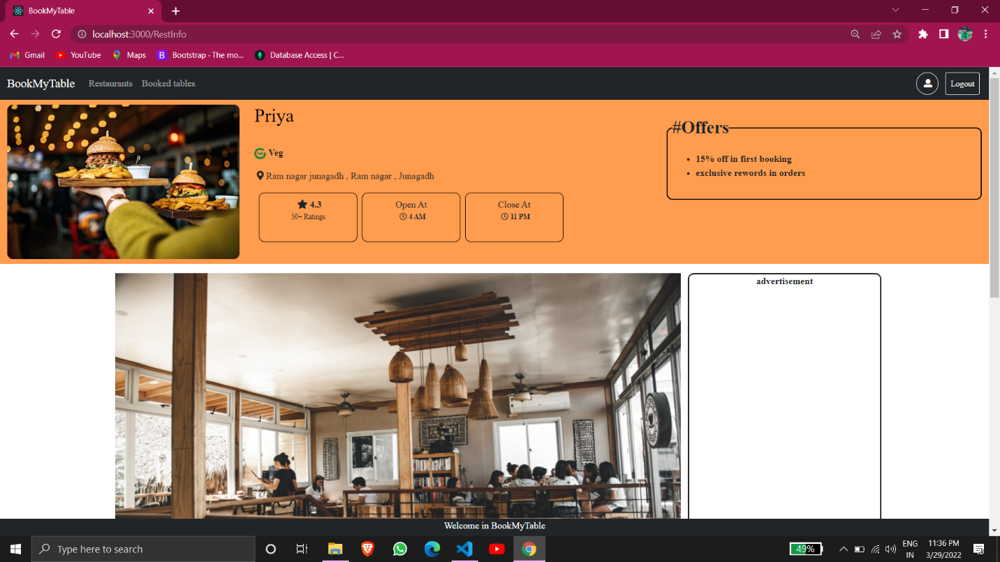 BookMyTable
localhost:3000/RestInfo
Gmail YouTube Maps Bootstrap · The mo... Database Access | C...
BookMyTable Restaurants Booked tables Logout
Priya
Veg
Ram nagar junagadh , Ram nagar , Junagadh
4.3
50+ Ratings
Open At
4 AM
Close At
11 PM
#Offers
• 15% off in first booking
• exclusive rewords in orders
advertisement
Welcome in BookMyTable
Type here to search
49%
ENG
IN
11:36 PM
3/29/2022